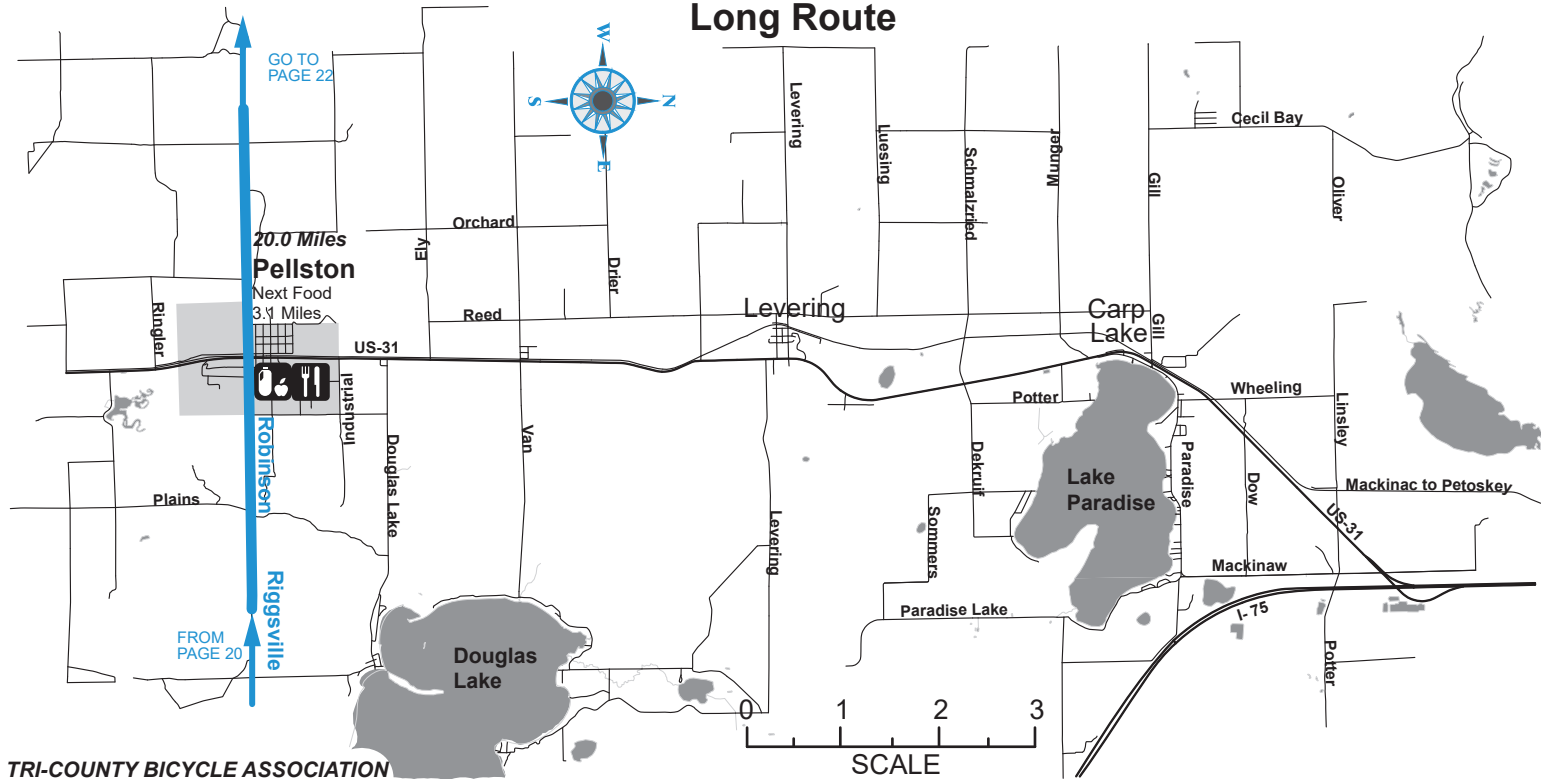 Long Route
GO TO
PAGE 22
W
S
N
E
Levering
Luesing
Schmalzried
Munger
Gill
Cecil Bay
Oliver
Orchard
Ely
Drier
20.0 Miles
Pellston
Next Food
3.1 Miles
Ringler
Reed
Levering
Carp
Lake
Gill
US-31
Industrial
Potter
Wheeling
Linsley
Robinson
Douglas Lake
Van
Dekruif
Lake
Paradise
Paradise
Dow
Mackinac to Petoskey
Plains
Levering
Sommers
US-31
Mackinaw
Riggsville
Paradise Lake
I-75
FROM
PAGE 20
Douglas
Lake
Potter
0 1 2 3
SCALE
TRI-COUNTY BICYCLE ASSOCIATION